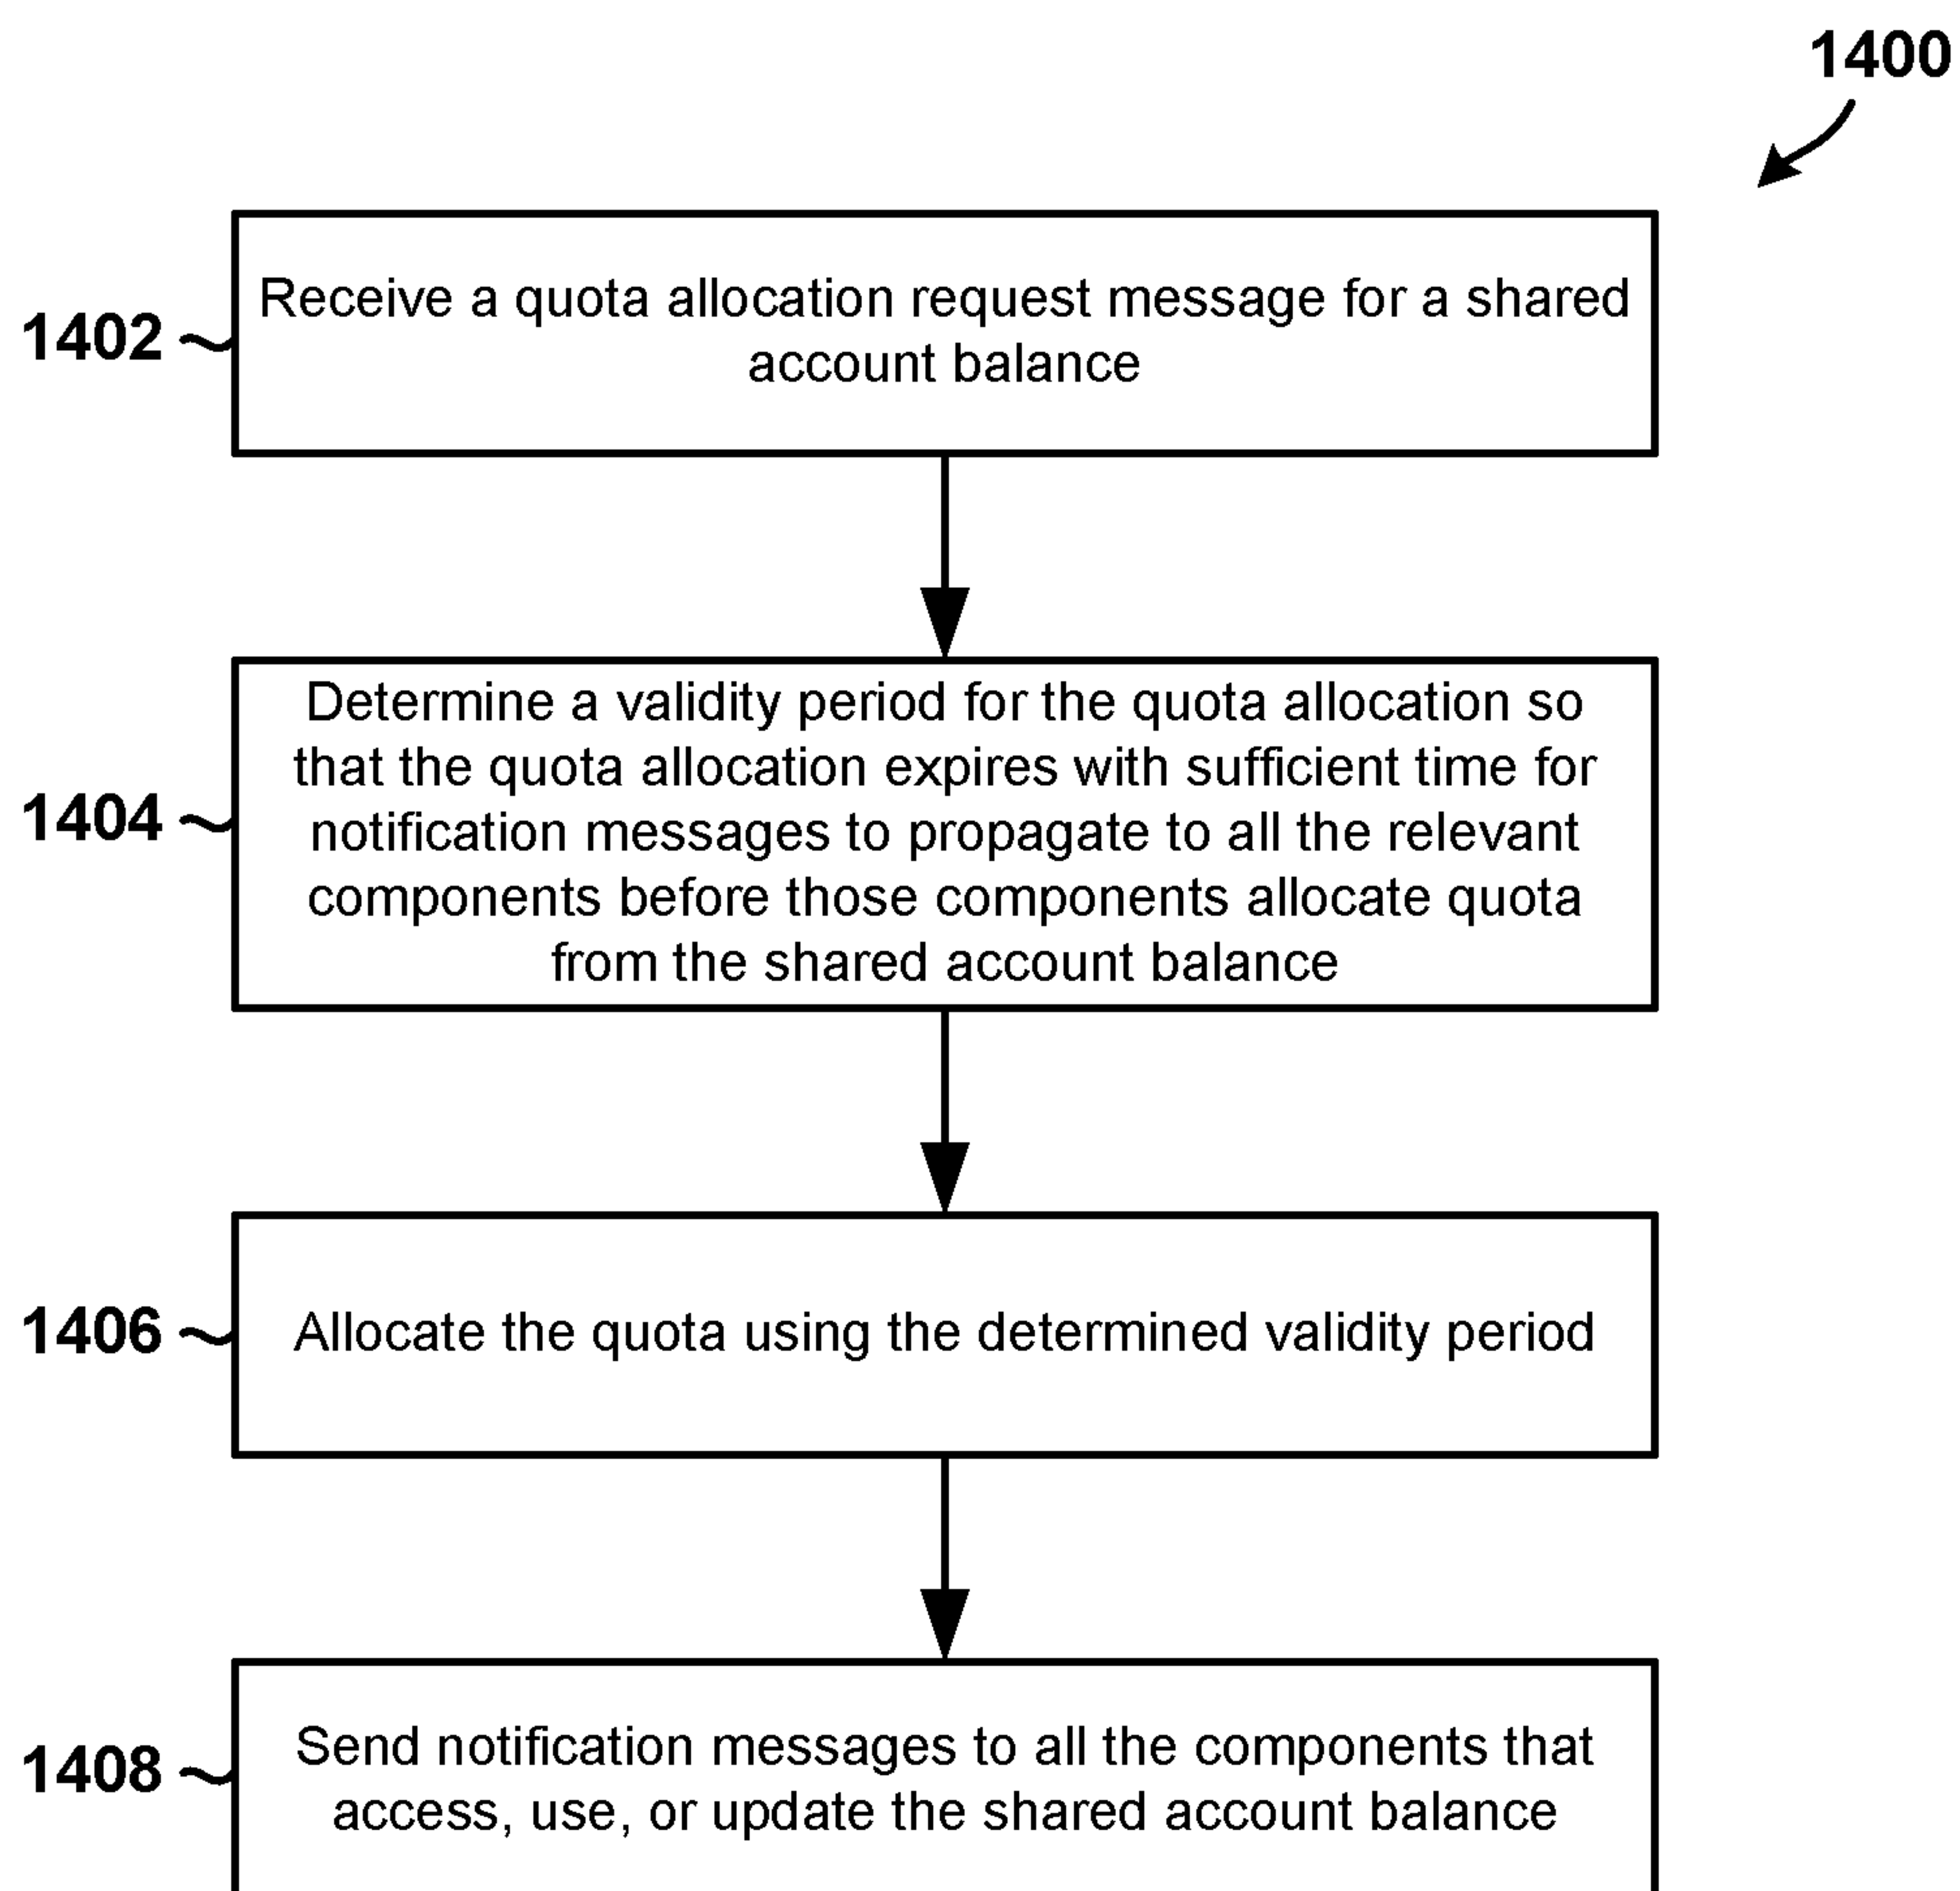 1400
1402
Receive a quota allocation request message for a shared
account balance
1404
Determine a validity period for the quota allocation so
that the quota allocation expires with sufficient time for
notification messages to propagate to all the relevant
components before those components allocate quota
from the shared account balance
1406
Allocate the quota using the determined validity period
1408
Send notification messages to all the components that
access, use, or update the shared account balance